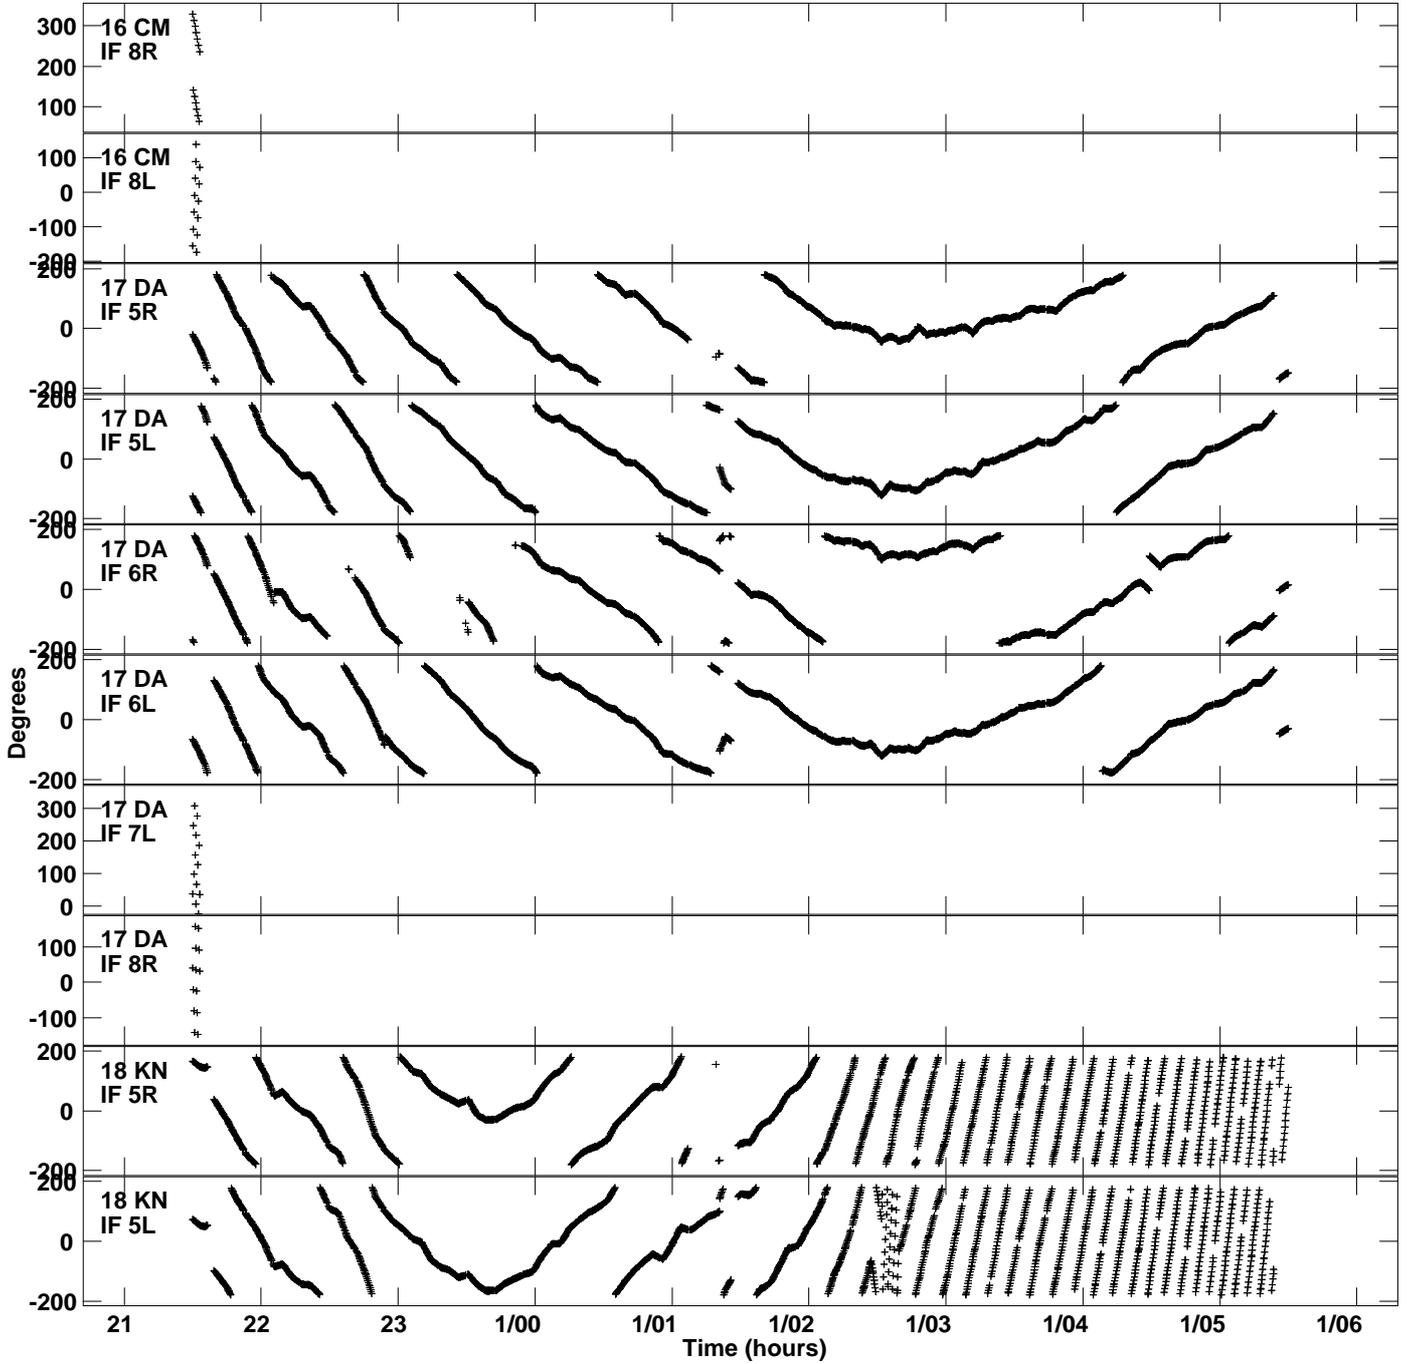 300
200
100
16 CM
IF 8R
100
0
-100
-200
16 CM
IF 8L
200
0
-200
17 DA
IF 5R
200
0
-200
17 DA
IF 5L
200
0
-200
17 DA
IF 6R
200
0
-200
17 DA
IF 6L
300
200
100
0
17 DA
IF 7L
100
0
-100
17 DA
IF 8R
200
0
-200
18 KN
IF 5R
200
0
-200
18 KN
IF 5L
Degrees
21 22 23 1/00 1/01 1/02 1/03 1/04 1/05 1/06
Time (hours)